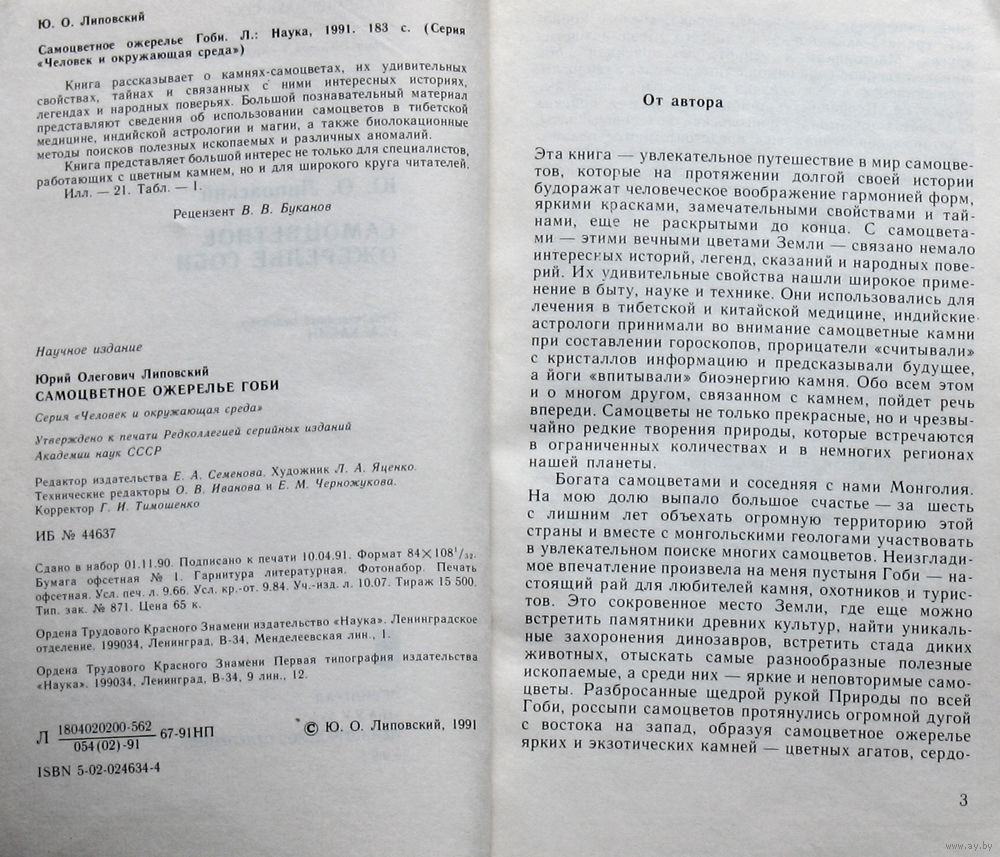 Ю. О. Липовский
Самоцветное ожерелье Гоби. Л.: Наука, 1991. 183 с. (Серия
«Человек и окружающая среда»)
Книга рассказывает о камнях-самоцветах, их удивительных
свойствах, тайнах и связанных с ними интересных историях,
легендах и народных поверьях. Большой познавательный материал
представляют сведения об использовании самоцветов в тибетской
медицине, индийской астрологии и магии, а также биолокационные
методы поисков полезных ископаемых и различных аномалий.
Книга представляет большой интерес не только для специалистов,
работающих с цветным камнем, но и для широкого круга читателей.
Илл. — 21. Табл. — 1.
Рецензент В. В. Буканов
Научное издание
Юрий Олегович Липовский
САМОЦВЕТНОЕ ОЖЕРЕЛЬЕ ГОБИ
Серия «Человек и окружающая среда»
Утверждено к печати Редколлегией серийных изданий
Академии наук СССР
Редактор издательства Е. А. Семенова. Художник Л. А. Яценко.
Технические редакторы О. В. Иванова и Е. М. Черножукова.
Корректор Г. И. Тимошенко
ИБ № 44637
Сдано в набор 01.11.90. Подписано к печати 10.04.91. Формат 84×108¹/₃₂.
Бумага офсетная № 1. Гарнитура литературная. Фотонабор. Печать
офсетная. Усл. печ. л. 9.66. Усл. кр.-от. 9.84. Уч.-изд. л. 10.07. Тираж 15 500.
Тип. зак. № 871. Цена 65 к.
Ордена Трудового Красного Знамени издательство «Наука». Ленинградское
отделение. 199034, Ленинград, В-34, Менделеевская лин., 1.
Ордена Трудового Красного Знамени Первая типография издательства
«Наука». 199034, Ленинград, В-34, 9 лин., 12.
Л 1804020200-562/054(02)-91 67-91НП
© Ю. О. Липовский, 1991
ISBN 5-02-024634-4
От автора
Эта книга — увлекательное путешествие в мир самоцве-
тов, которые на протяжении долгой своей истории
будоражат человеческое воображение гармонией форм,
яркими красками, замечательными свойствами и тай-
нами, еще не раскрытыми до конца. С самоцвета-
ми — этими вечными цветами Земли — связано немало
интересных историй, легенд, сказаний и народных пове-
рий. Их удивительные свойства нашли широкое приме-
нение в быту, науке и технике. Они использовались для
лечения в тибетской и китайской медицине, индийские
астрологи принимали во внимание самоцветные камни
при составлении гороскопов, прорицатели «считывали»
с кристаллов информацию и предсказывали будущее,
а йоги «впитывали» биоэнергию камня. Обо всем этом
и о многом другом, связанном с камнем, пойдет речь
впереди. Самоцветы не только прекрасные, но и чрезвы-
чайно редкие творения природы, которые встречаются
в ограниченных количествах и в немногих регионах
нашей планеты.
Богата самоцветами и соседняя с нами Монголия.
На мою долю выпало большое счастье — за шесть
с лишним лет объехать огромную территорию этой
страны и вместе с монгольскими геологами участвовать
в увлекательном поиске многих самоцветов. Неизглади-
мое впечатление произвела на меня пустыня Гоби — на-
стоящий рай для любителей камня, охотников и турис-
тов. Это сокровенное место Земли, где еще можно
встретить памятники древних культур, найти уникаль-
ные захоронения динозавров, встретить стада диких
животных, отыскать самые разнообразные полезные
ископаемые, а среди них — яркие и неповторимые само-
цветы. Разбросанные щедрой рукой Природы по всей
Гоби, россыпи самоцветов протянулись огромной дугой
с востока на запад, образуя самоцветное ожерелье
ярких и экзотических камней — цветных агатов, сердо-
3
www.ay.by